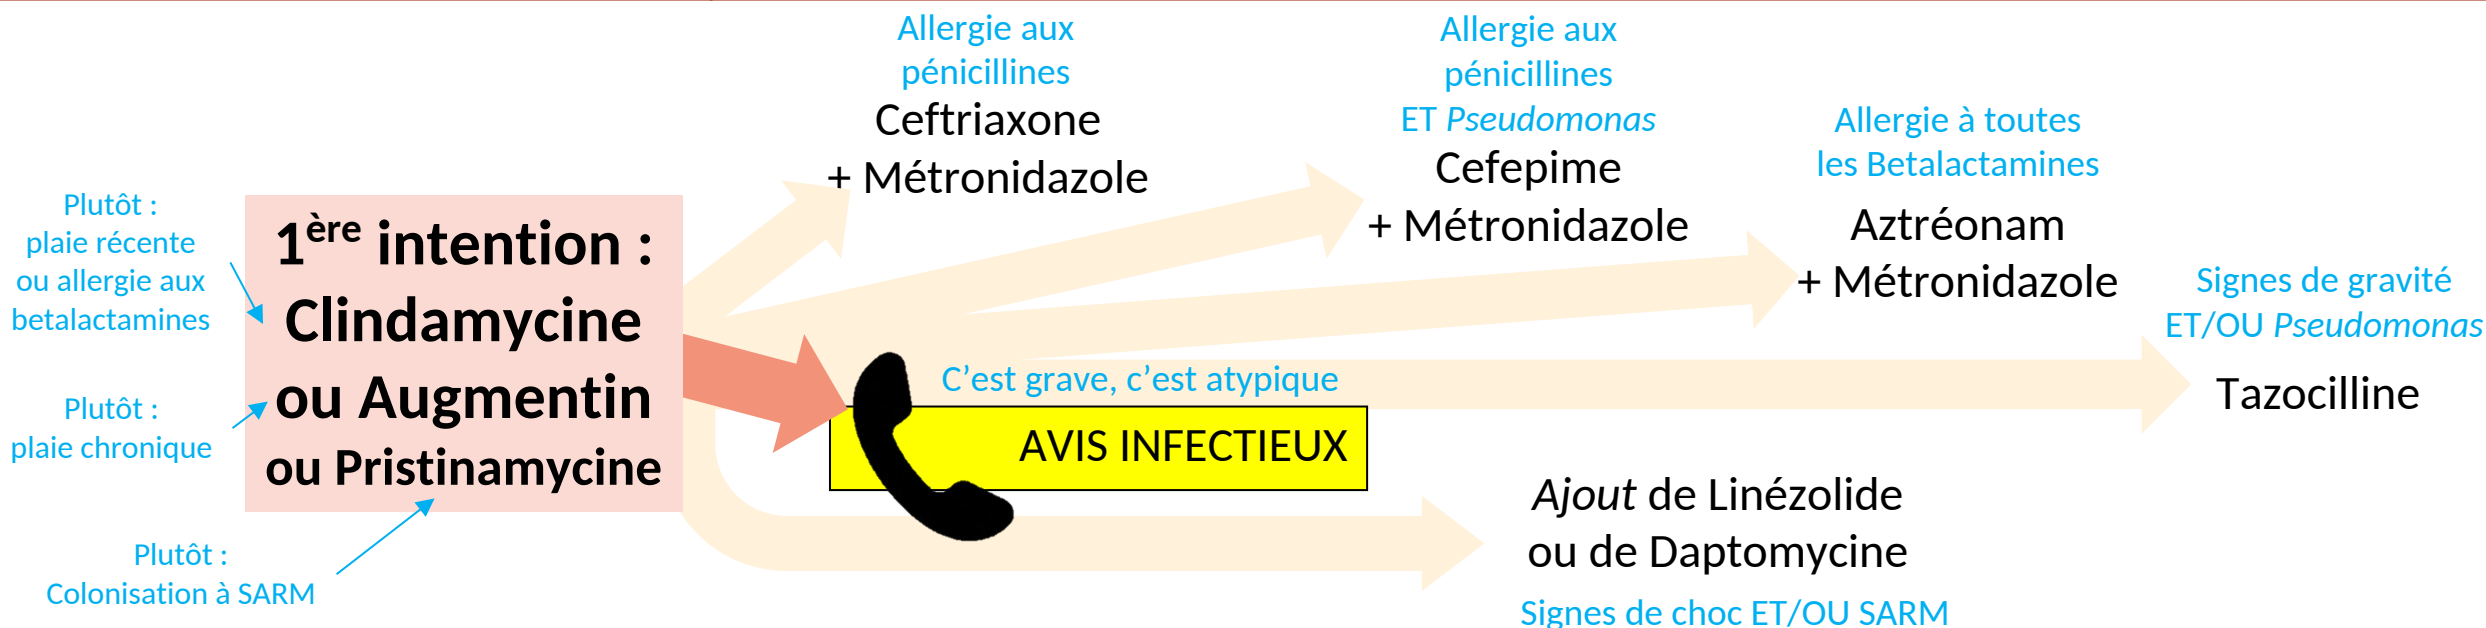 Plutôt :
plaie récente
ou allergie aux
betalactamines
Plutôt :
plaie chronique
Plutôt :
Colonisation à SARM
1ère intention :
Clindamycine
ou Augmentin
ou Pristinamycine
Allergie aux
pénicillines
Ceftriaxone
+ Métronidazole
Allergie aux
pénicillines
ET Pseudomonas
Cefepime
+ Métronidazole
Allergie à toutes
les Betalactamines
Aztréonam
+ Métronidazole
Signes de gravité
ET/OU Pseudomonas
Tazocilline
C’est grave, c’est atypique
AVIS INFECTIEUX
Ajout de Linézolide
ou de Daptomycine
Signes de choc ET/OU SARM